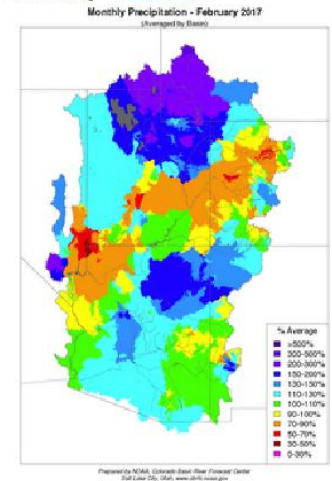 Monthly Precipitation - February 2017
(Averaged by Basin)
% Average
>500%
300-500%
200-300%
150-200%
130-150%
110-130%
100-110%
90-100%
70-90%
50-70%
30-50%
0-30%
Prepared by NOAA, Colorado Basin River Forecast Center
Salt Lake City, Utah, www.cbrfc.noaa.gov